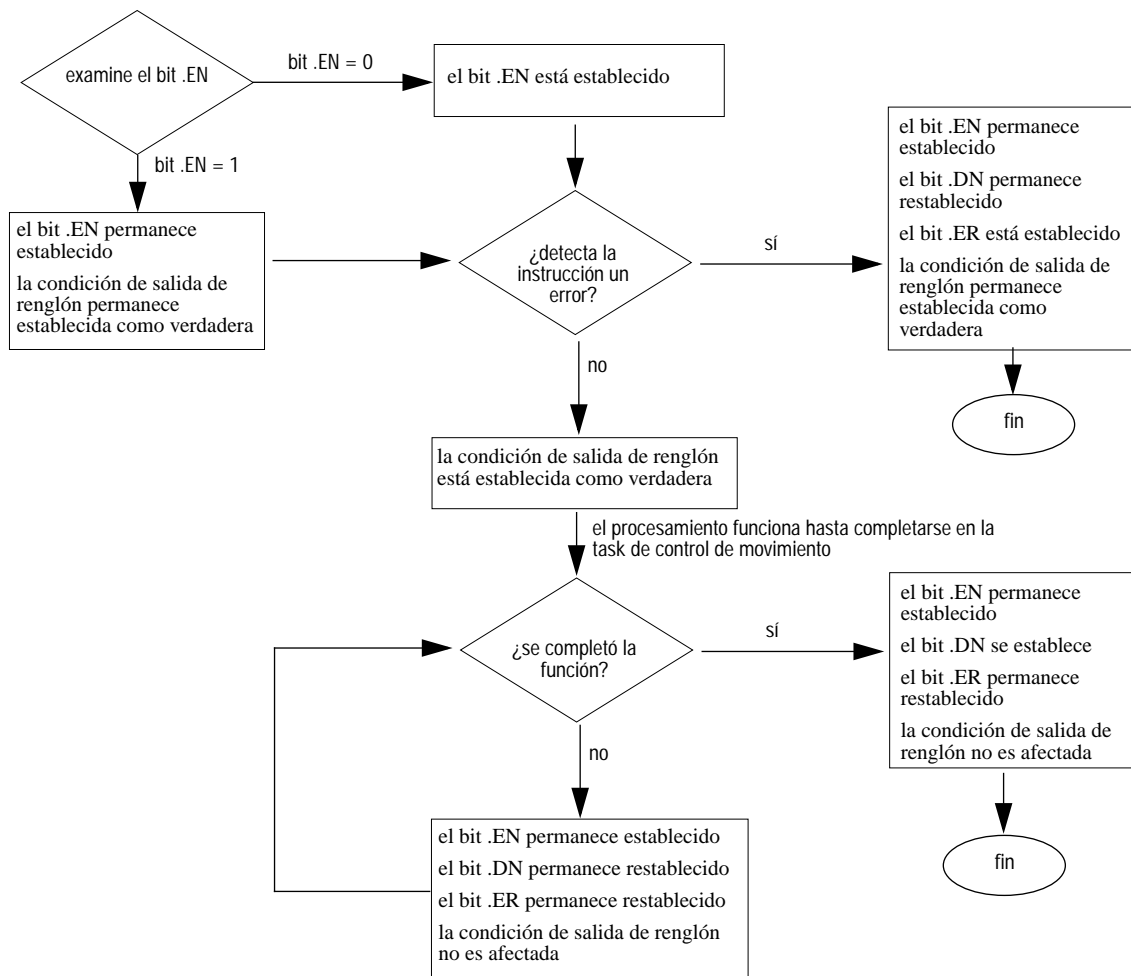 examine el bit .EN
bit .EN = 0
el bit .EN está establecido
bit .EN = 1
el bit .EN permanece
establecido
la condición de salida de
renglón permanece
establecida como verdadera
¿detecta la
instrucción un
error?
sí
el bit .EN permanece
establecido
el bit .DN permanece
restablecido
el bit .ER está establecido
la condición de salida de
renglón permanece
establecida como
verdadera
fin
no
la condición de salida de renglón
está establecida como verdadera
el procesamiento funciona hasta completarse en la
task de control de movimiento
¿se completó la
función?
sí
el bit .EN permanece
establecido
el bit .DN se establece
el bit .ER permanece
restablecido
la condición de salida de
renglón no es afectada
fin
no
el bit .EN permanece establecido
el bit .DN permanece restablecido
el bit .ER permanece restablecido
la condición de salida de renglón
no es afectada